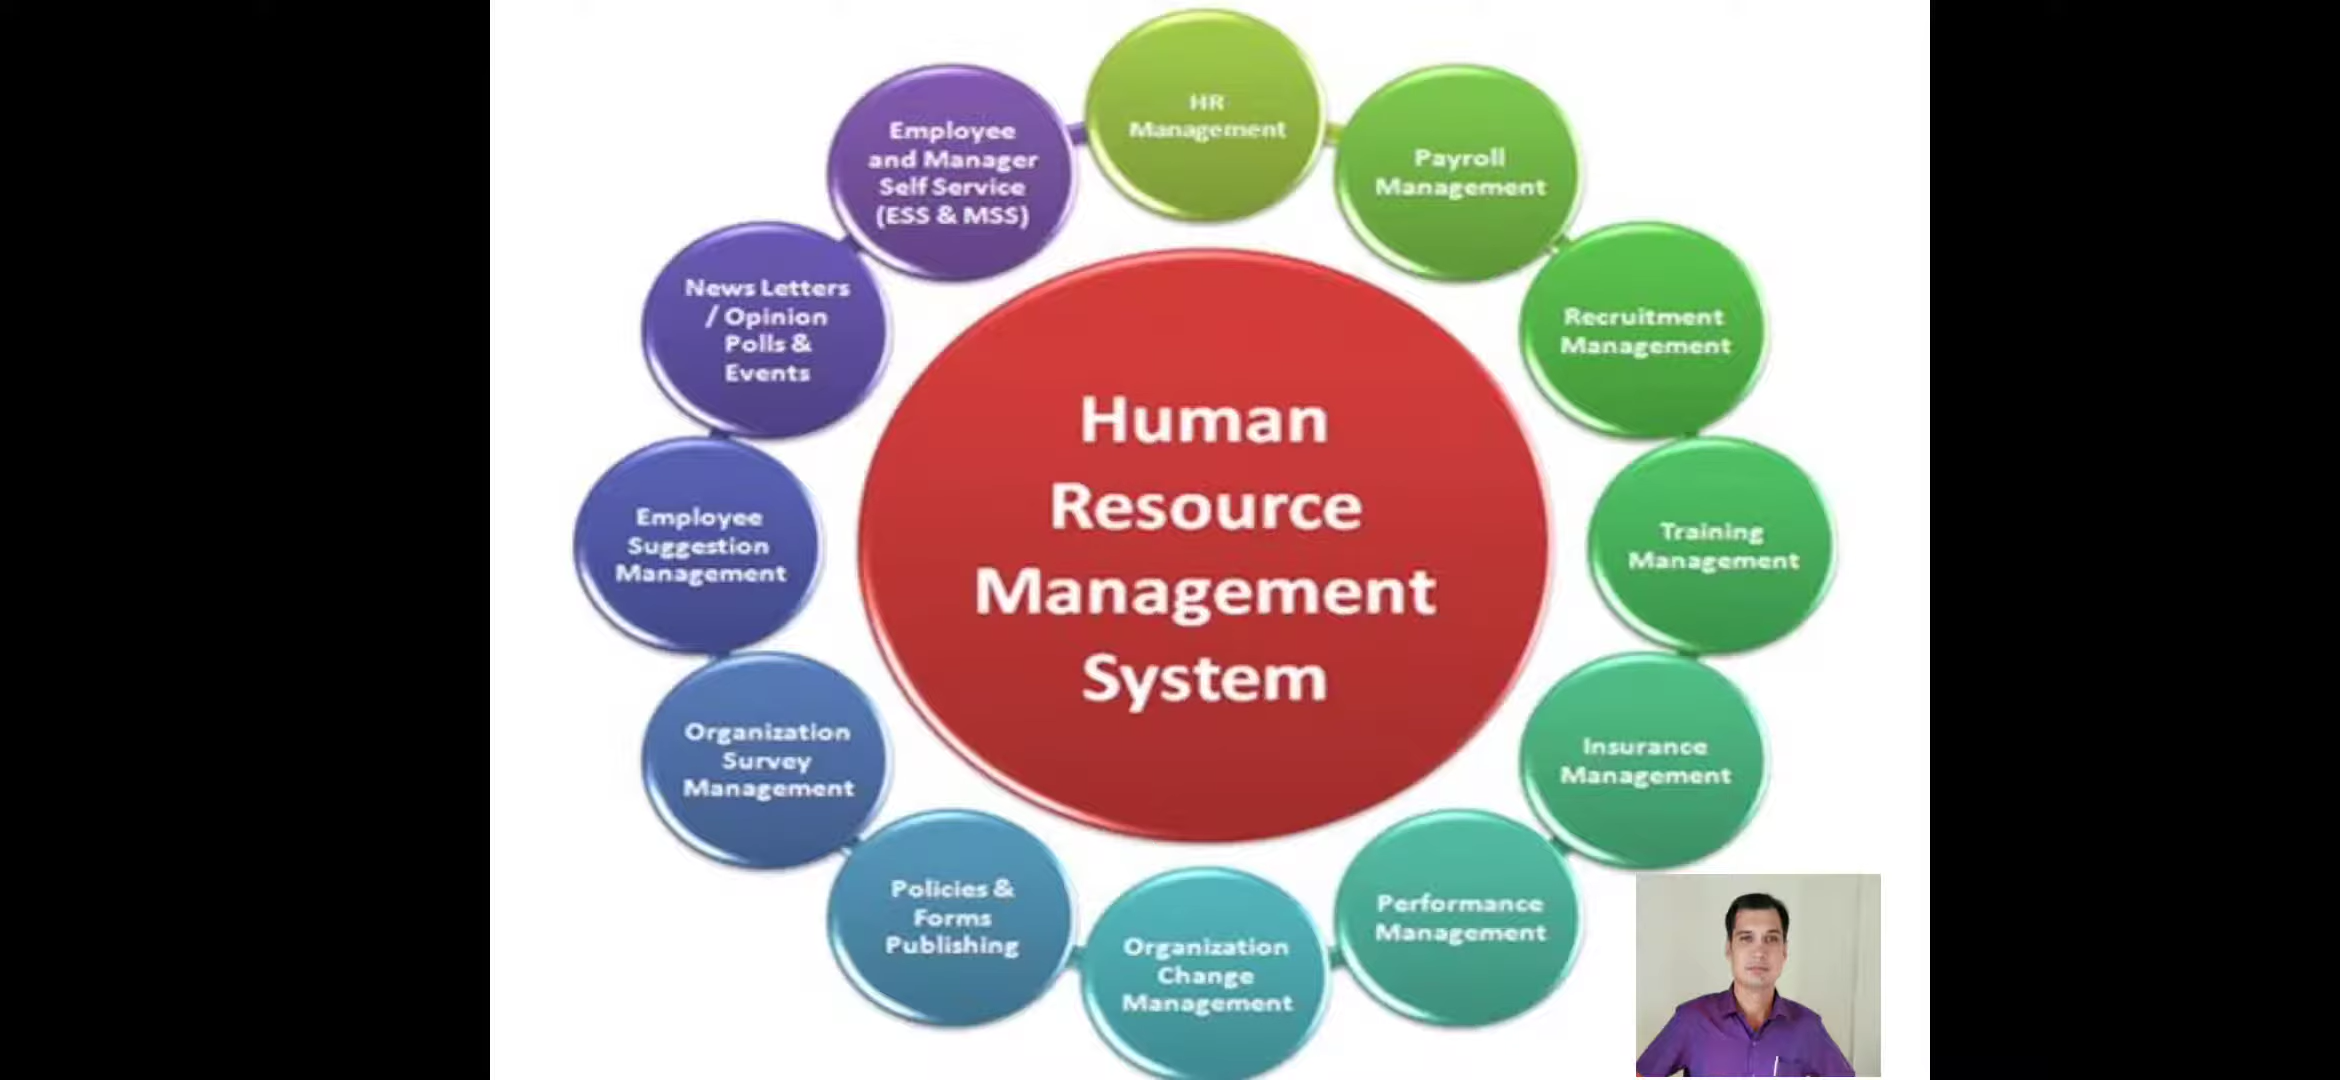 HR
Management
Payroll
Management
Recruitment
Management
Training
Management
Insurance
Management
Performance
Management
Organization
Change
Management
Policies &
Forms
Publishing
Organization
Survey
Management
Employee
Suggestion
Management
News Letters
/ Opinion
Polls &
Events
Employee
and Manager
Self Service
(ESS & MSS)
Human
Resource
Management
System